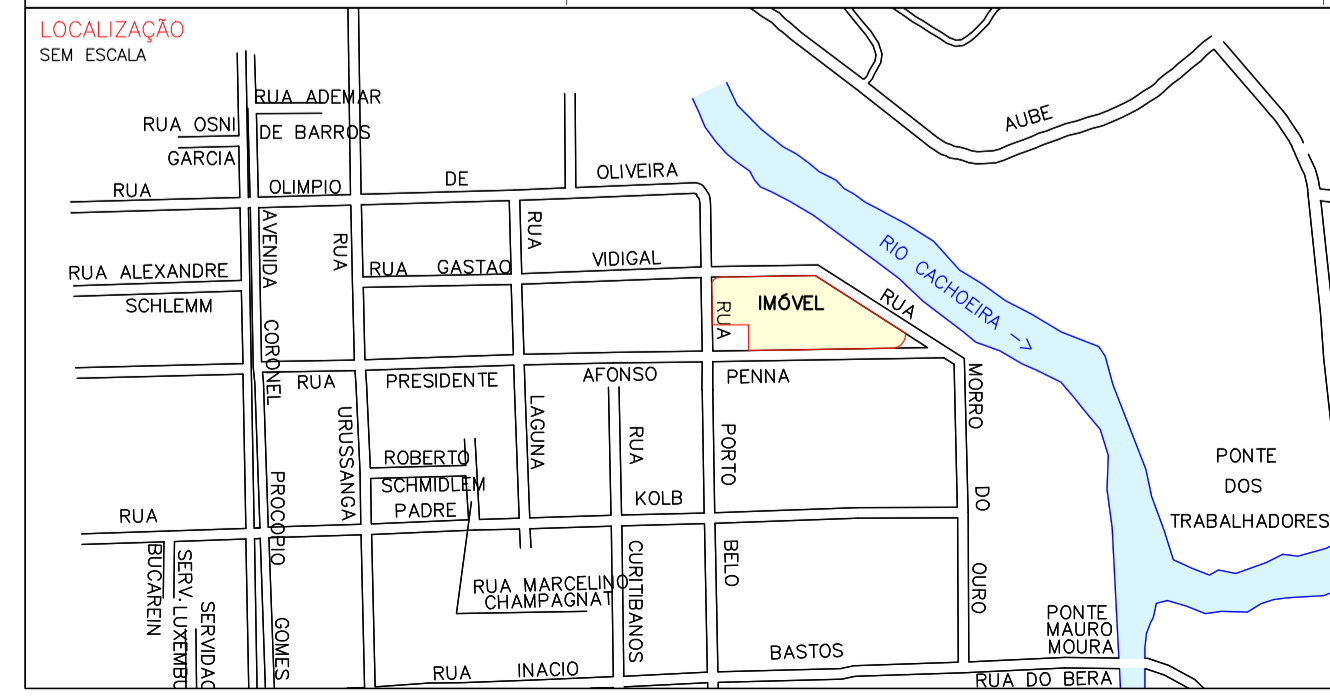 LOCALIZAÇÃO
SEM ESCALA
RUA ADEMAR
DE BARROS
RUA OSNI
GARCIA
AUBE
RUA OLIMPIO DE OLIVEIRA
RUA ALEXANDRE
SCHLEMM
AVENIDA CORONEL PROCOPIO GOMES
RUA URUSSANGA
RUA LAGUNA
RUA GASTAO VIDIGAL
IMÓVEL
RUA PORTO BELO
RUA MORRO DO OURO
RIO CACHOEIRA ->
RUA PRESIDENTE AFONSO PENNA
ROBERTO
SCHMIDLEM
RUA PADRE KOLB
RUA CURITIBANOS
RUA MARCELINO
CHAMPAGNAT
BUCAREIN
SERV. LUXEMBU
SERVIDAO
RUA INACIO BASTOS
PONTE
DOS
TRABALHADORES
PONTE
MAURO
MOURA
RUA DO BERA